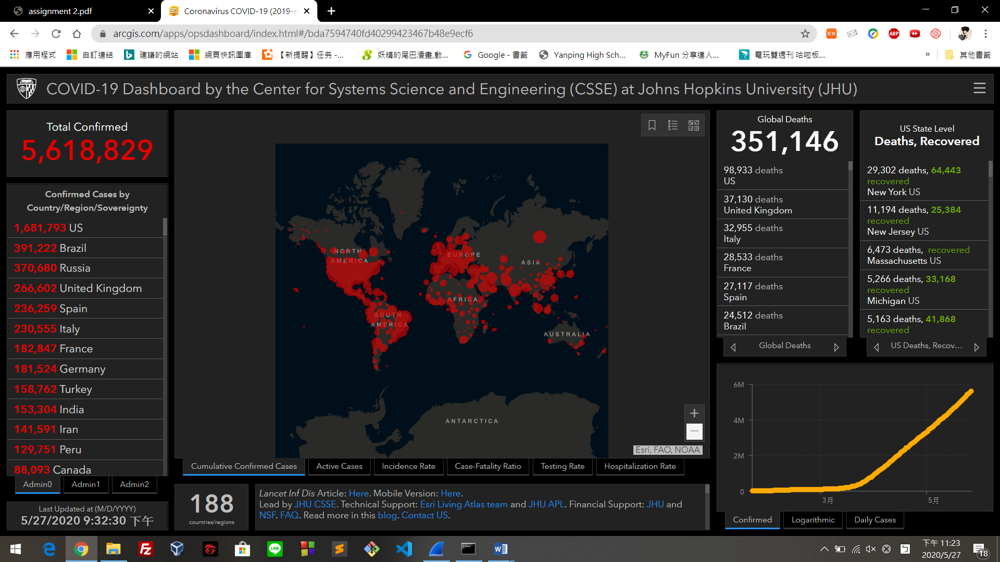 assignment 2.pdf
Coronavirus COVID-19 (2019-n
arcgis.com/apps/opsdashboard/index.html#/bda7594740fd40299423467b48e9ecf6
EX
ABP
應用程式
自訂連結
建議的網站
網頁快訊圖庫
【新提醒】任務 -...
妖精的尾巴漫畫,動...
Google - 書籤
Yanping High Sch...
MyFun 分享達人...
電玩雙週刊 哈啦板...
»
其他書籤
COVID-19 Dashboard by the Center for Systems Science and Engineering (CSSE) at Johns Hopkins University (JHU)
Total Confirmed
5,618,829
Confirmed Cases by
Country/Region/Sovereignty
1,681,793 US
391,222 Brazil
370,680 Russia
266,602 United Kingdom
236,259 Spain
230,555 Italy
182,847 France
181,524 Germany
158,762 Turkey
153,304 India
141,591 Iran
129,751 Peru
88,093 Canada
Admin0
Admin1
Admin2
Last Updated at (M/D/YYYY)
5/27/2020 9:32:30 下午
NORTH
AMERICA
EUROPE
ASIA
AFRICA
SOUTH
AMERICA
AUSTRALIA
ANTARCTICA
Esri, FAO, NOAA
Cumulative Confirmed Cases
Active Cases
Incidence Rate
Case-Fatality Ratio
Testing Rate
Hospitalization Rate
188
countries/regions
Lancet Inf Dis Article: Here. Mobile Version: Here.
Lead by JHU CSSE. Technical Support: Esri Living Atlas team and JHU APL. Financial Support: JHU and
NSF. FAQ. Read more in this blog. Contact US.
Global Deaths
351,146
98,933 deaths
US
37,130 deaths
United Kingdom
32,955 deaths
Italy
28,533 deaths
France
27,117 deaths
Spain
24,512 deaths
Brazil
Global Deaths
US State Level
Deaths, Recovered
29,302 deaths, 64,443
recovered
New York US
11,194 deaths, 25,384
recovered
New Jersey US
6,473 deaths, recovered
Massachusetts US
5,266 deaths, 33,168
recovered
Michigan US
5,163 deaths, 41,868
recovered
US Deaths, Recov...
6M
4M
2M
0
3月
5月
Confirmed
Logarithmic
Daily Cases
下午 11:23
2020/5/27
18